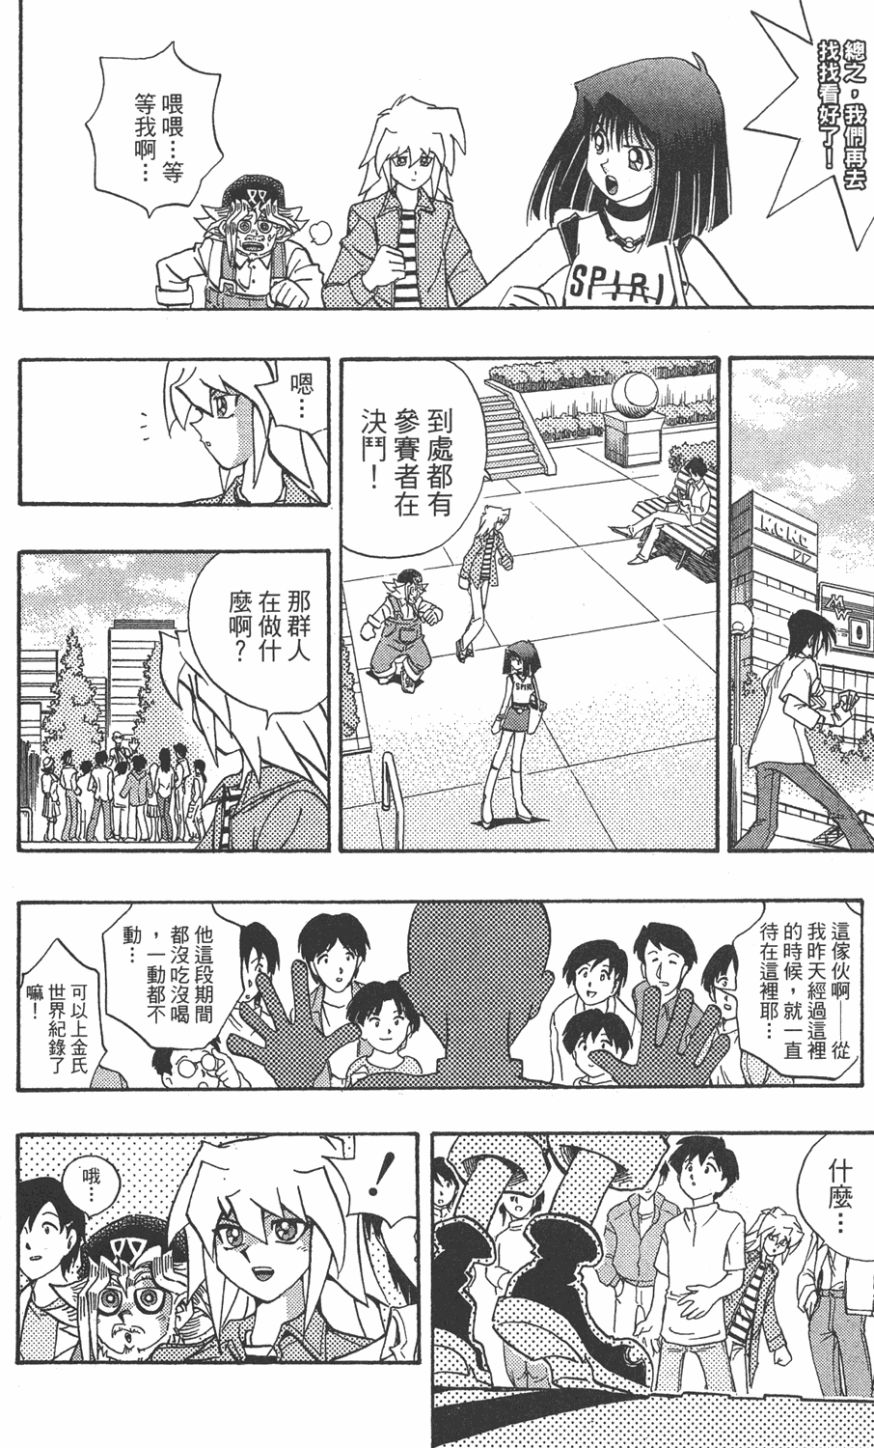 總之，我們再去
找找看好了！
喂喂…等
等我啊…
SPIRI
到處都有
參賽者在
決鬥！
SPIRI
嗯…
那群人
在做什
麼啊？
這傢伙啊──從
我昨天經過這裡
的時候，就一直
待在這裡耶…
他這段期間
都沒吃沒喝
，一動都不
動…
可以上金氏
世界紀錄了
嘛！
什麼…
！
哦…